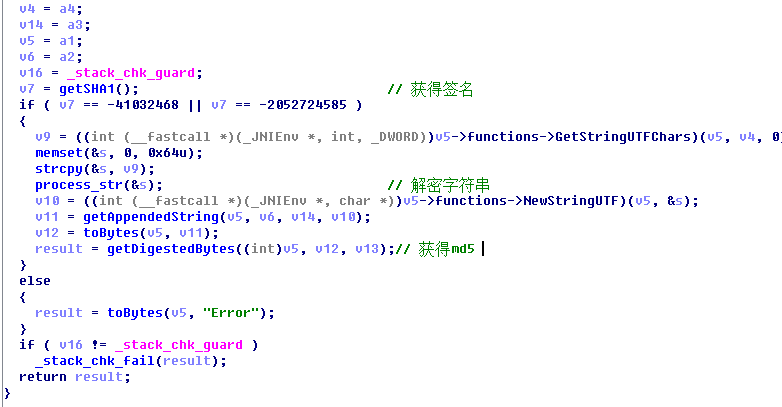 v4 = a4;
v14 = a3;
v5 = a1;
v6 = a2;
v16 = _stack_chk_guard;
v7 = getSHA1(); // 获得签名
if ( v7 == -41032468 || v7 == -2052724585 )
{
v9 = ((int (__fastcall *)(_JNIEnv *, int, _DWORD))v5->functions->GetStringUTFChars)(v5, v4, 0)
memset(&s, 0, 0x64u);
strcpy(&s, v9);
process_str(&s); // 解密字符串
v10 = ((int (__fastcall *)(_JNIEnv *, char *))v5->functions->NewStringUTF)(v5, &s);
v11 = getAppendedString(v5, v6, v14, v10);
v12 = toBytes(v5, v11);
result = getDigestedBytes((int)v5, v12, v13);// 获得md5
}
else
{
result = toBytes(v5, "Error");
}
if ( v16 != _stack_chk_guard )
_stack_chk_fail(result);
return result;
}